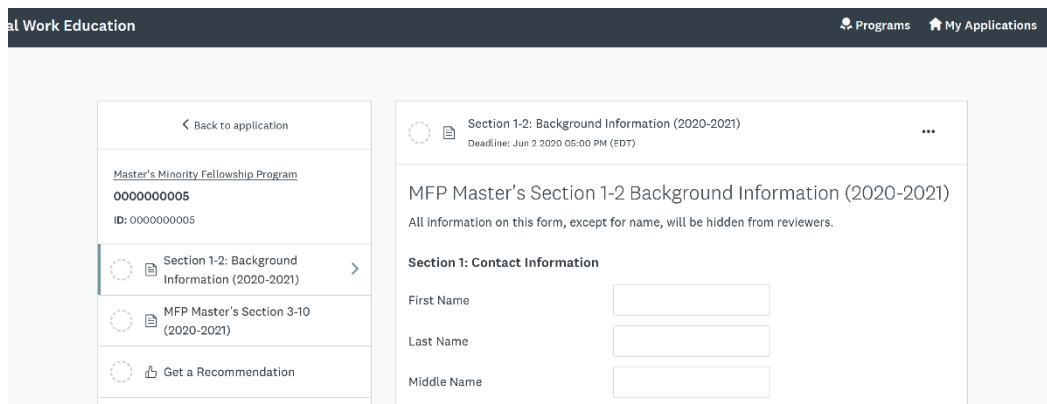 al Work Education
Programs
My Applications
Back to application
Master's Minority Fellowship Program
0000000005
ID: 0000000005
Section 1-2: Background
Information (2020-2021)
MFP Master's Section 3-10
(2020-2021)
Get a Recommendation
Section 1-2: Background Information (2020-2021)
Deadline: Jun 2 2020 05:00 PM (EDT)
MFP Master's Section 1-2 Background Information (2020-2021)
All information on this form, except for name, will be hidden from reviewers.
Section 1: Contact Information
First Name
Last Name
Middle Name